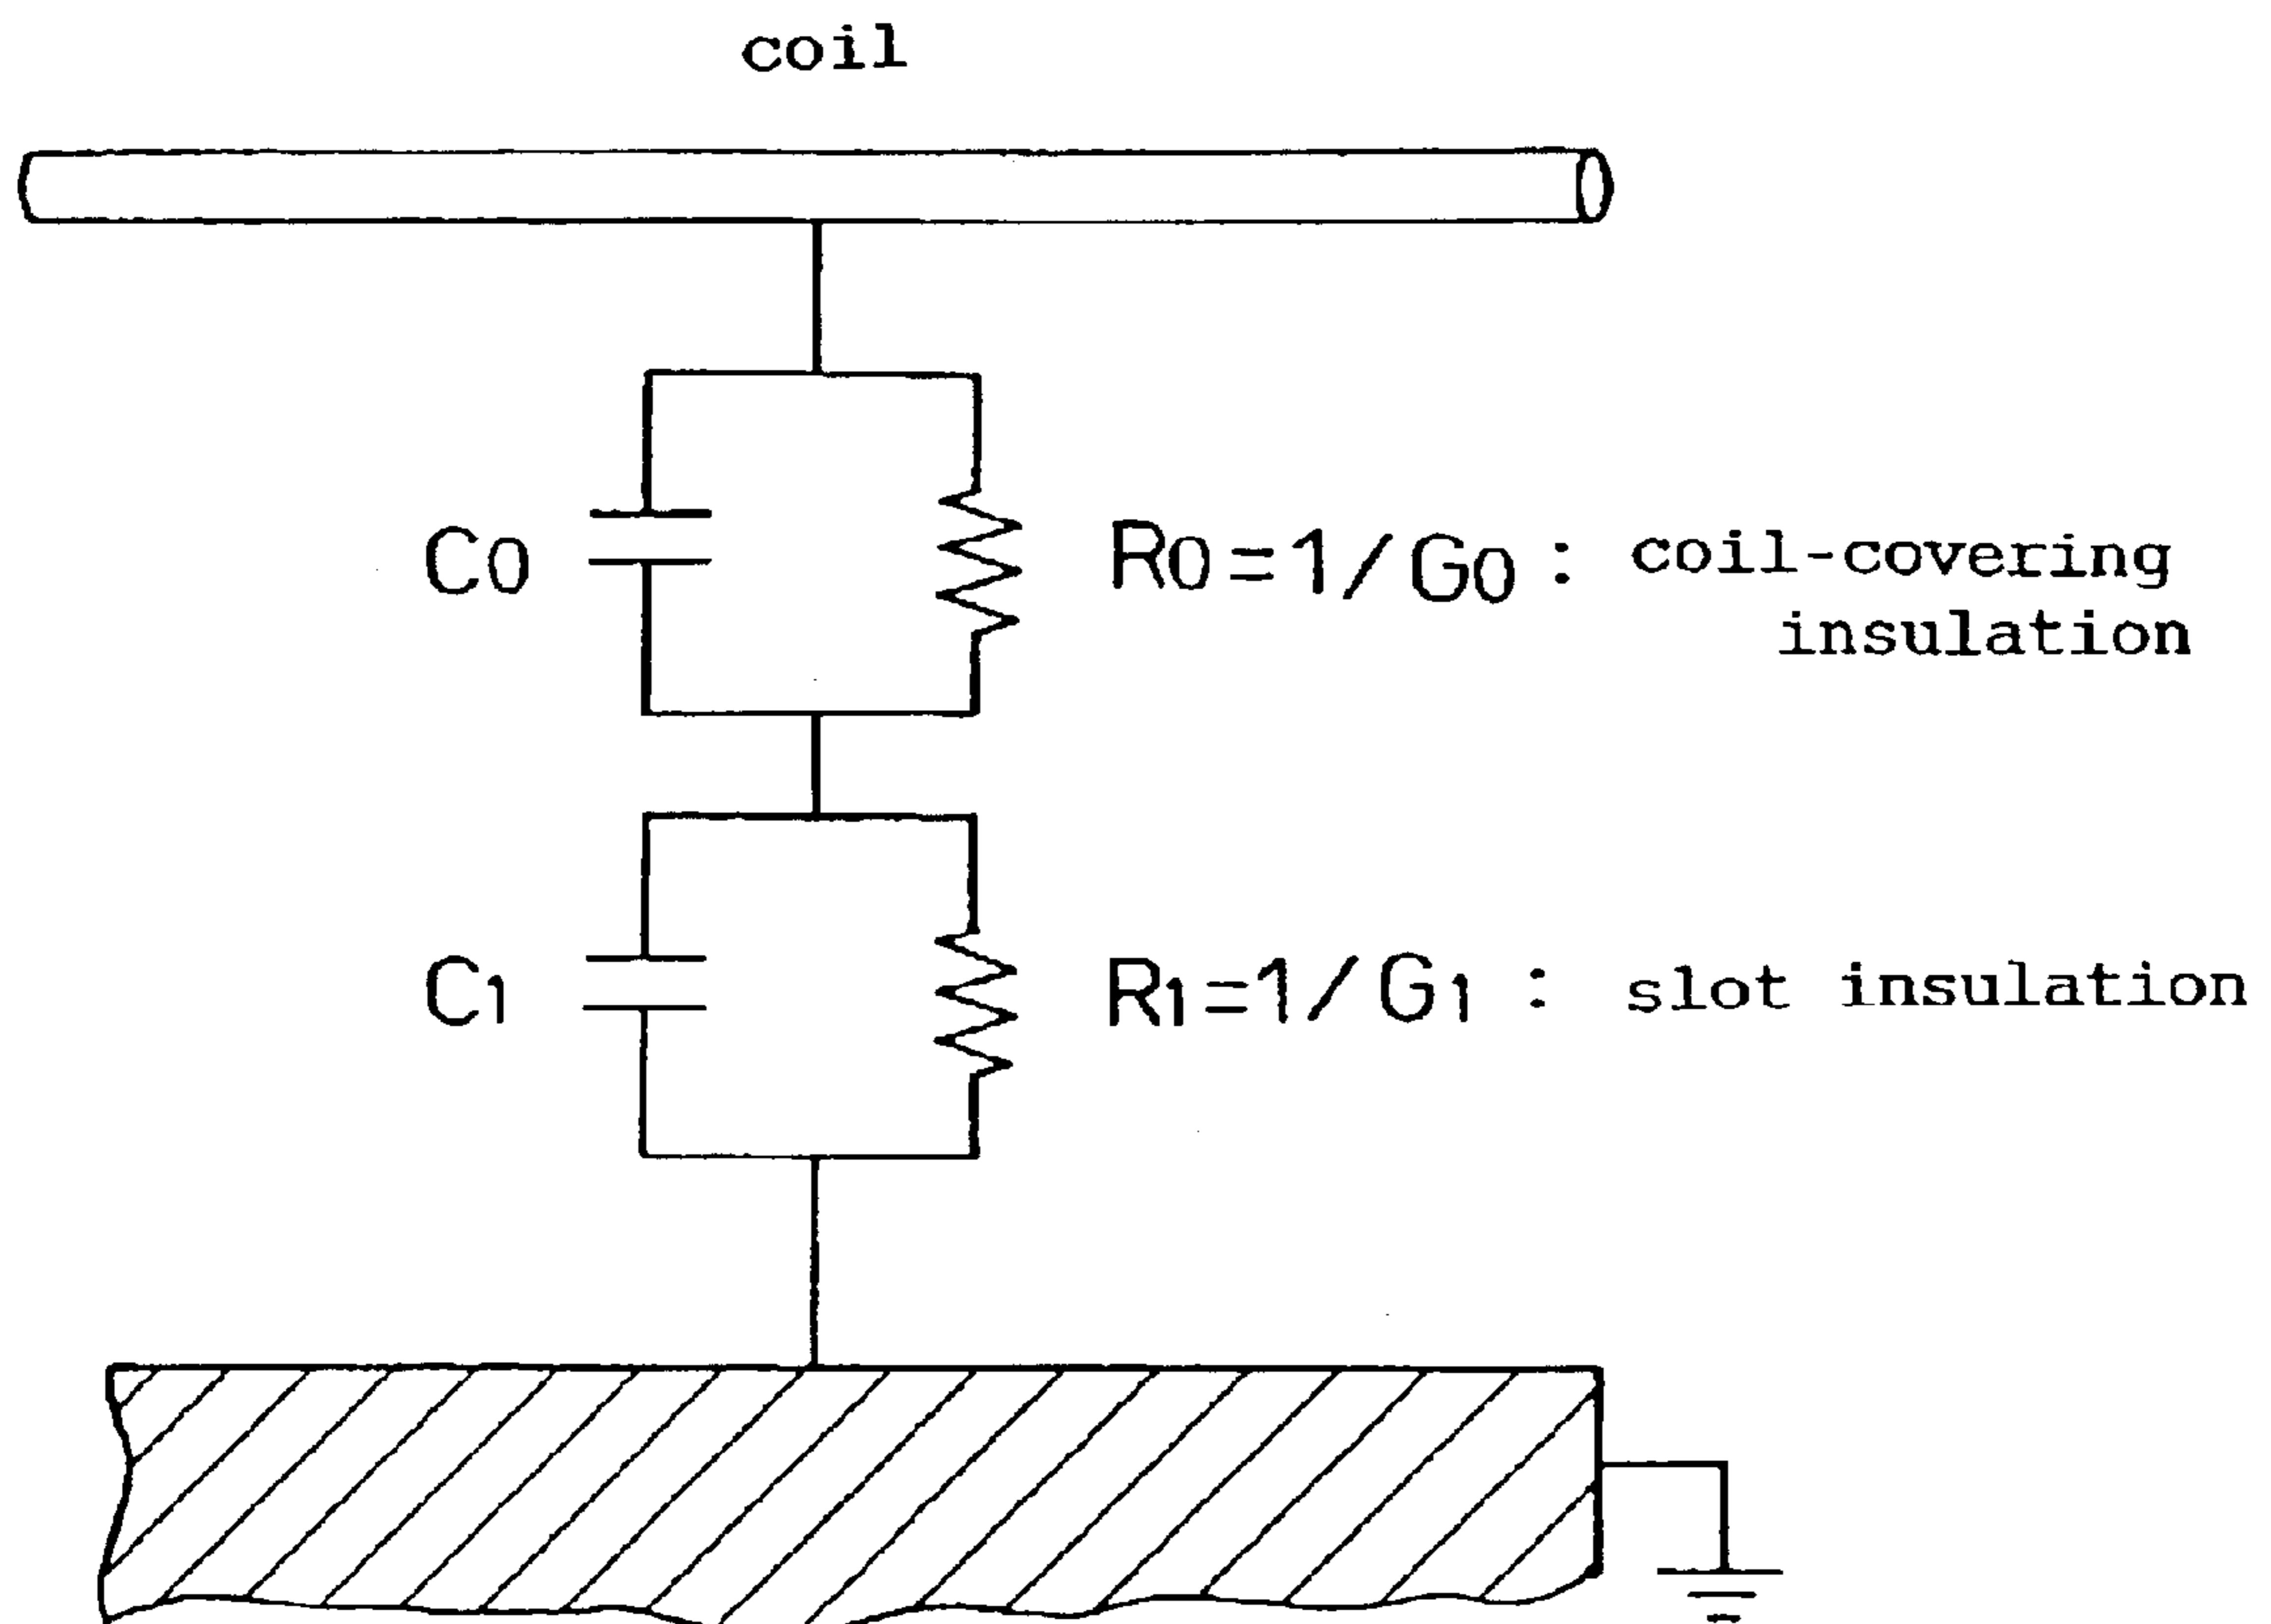 coil
C0 R0=1/G0 : coil-covering
insulation
C1 R1=1/G1 : slot insulation